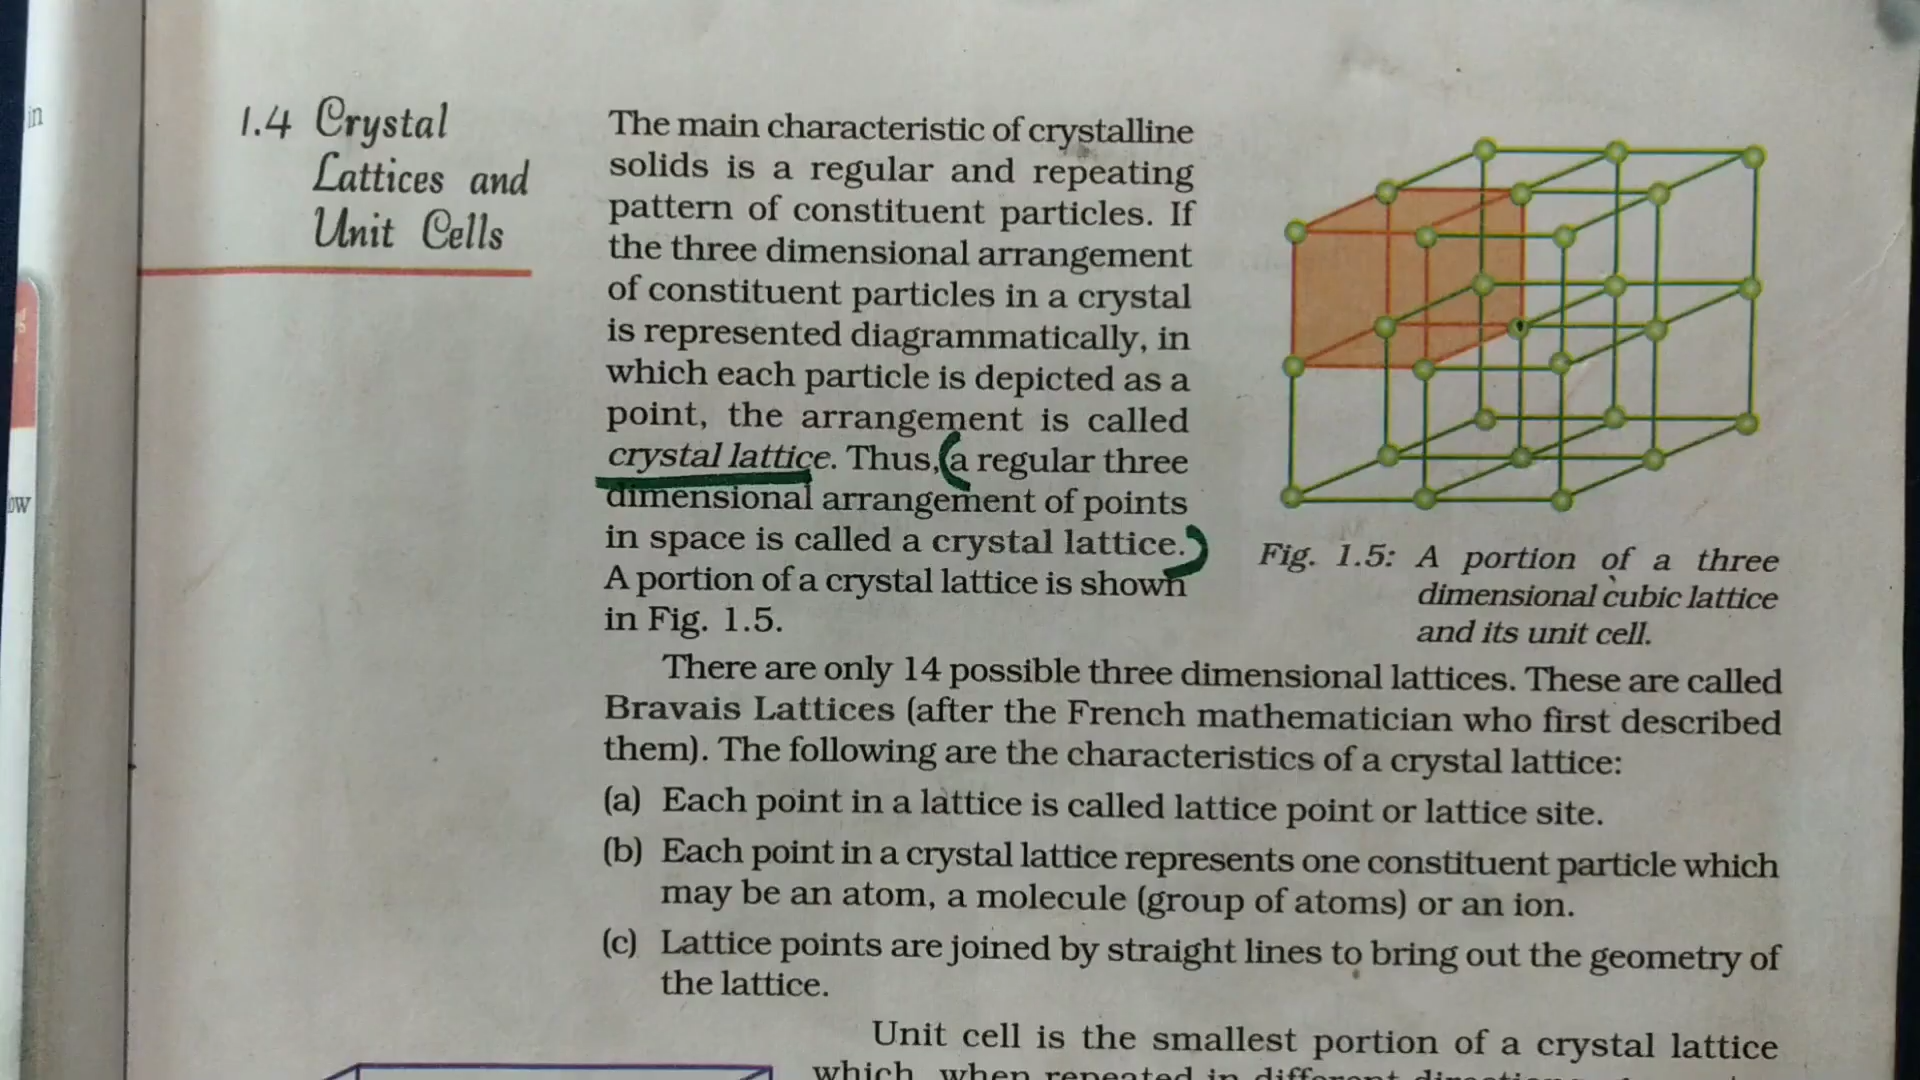 in
ow
1.4 Crystal
Lattices and
Unit Cells
The main characteristic of crystalline
solids is a regular and repeating
pattern of constituent particles. If
the three dimensional arrangement
of constituent particles in a crystal
is represented diagrammatically, in
which each particle is depicted as a
point, the arrangement is called
crystal lattice. Thus, a regular three
dimensional arrangement of points
in space is called a crystal lattice.
A portion of a crystal lattice is shown
in Fig. 1.5.
Fig. 1.5: A portion of a three
dimensional cubic lattice
and its unit cell.
There are only 14 possible three dimensional lattices. These are called
Bravais Lattices (after the French mathematician who first described
them). The following are the characteristics of a crystal lattice:
(a) Each point in a lattice is called lattice point or lattice site.
(b) Each point in a crystal lattice represents one constituent particle which
may be an atom, a molecule (group of atoms) or an ion.
(c) Lattice points are joined by straight lines to bring out the geometry of
the lattice.
Unit cell is the smallest portion of a crystal lattice
which, when repeated in different